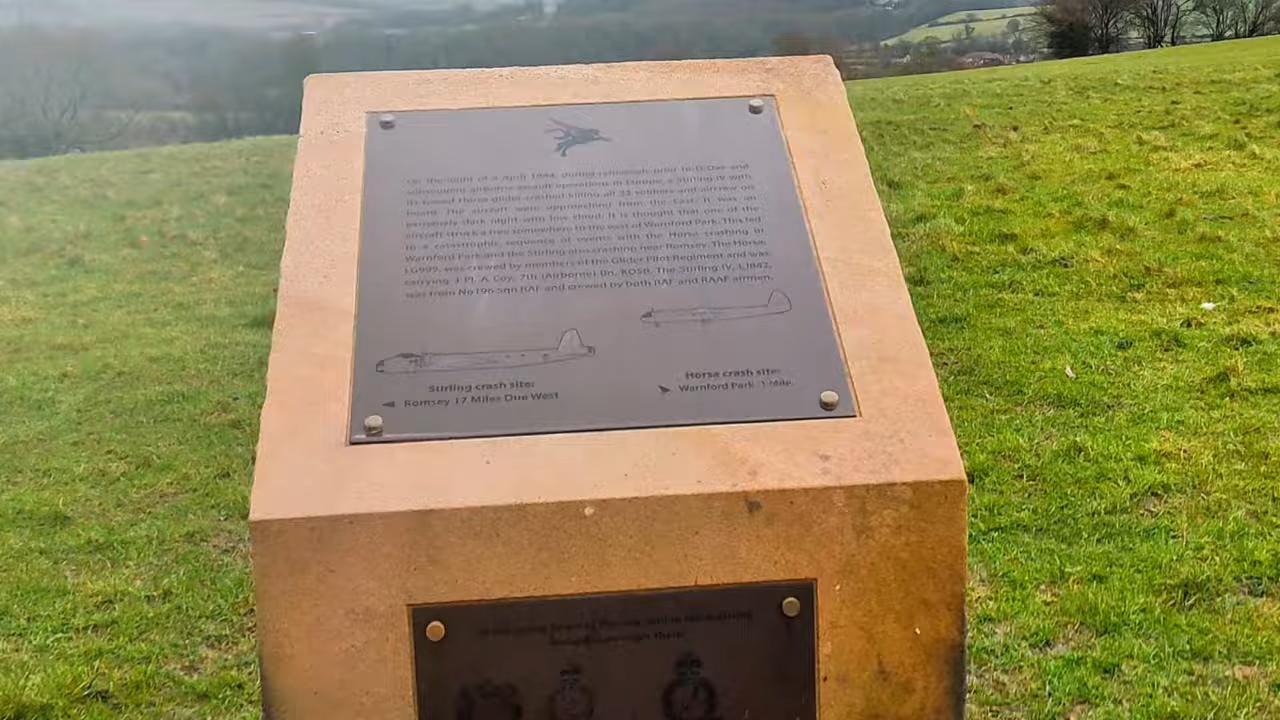 On the night of 4 April 1944, during rehearsals prior to D-Day and
subsequent airborne assault operations in Europe, a Stirling IV with
its towed Horsa glider crashed killing all 33 soldiers and aircrew on
board. The aircraft were approaching from the East. It was an
extremely dark night with low cloud. It is thought that one of the
aircraft struck a tree somewhere to the west of Warnford Park. This led
to a catastrophic sequence of events with the Horsa crashing in
Warnford Park and the Stirling also crashing near Romsey. The Horsa,
LG999, was crewed by members of the Glider Pilot Regiment and was
carrying 3 Pl. A Coy, 7th (Airborne) Bn, KOSB. The Stirling IV, LJ842,
was from No196 Sqn RAF and crewed by both RAF and RAAF airmen.
Stirling crash site:
Romsey 17 Miles Due West
Horsa crash site:
Warnford Park 1 Mile.